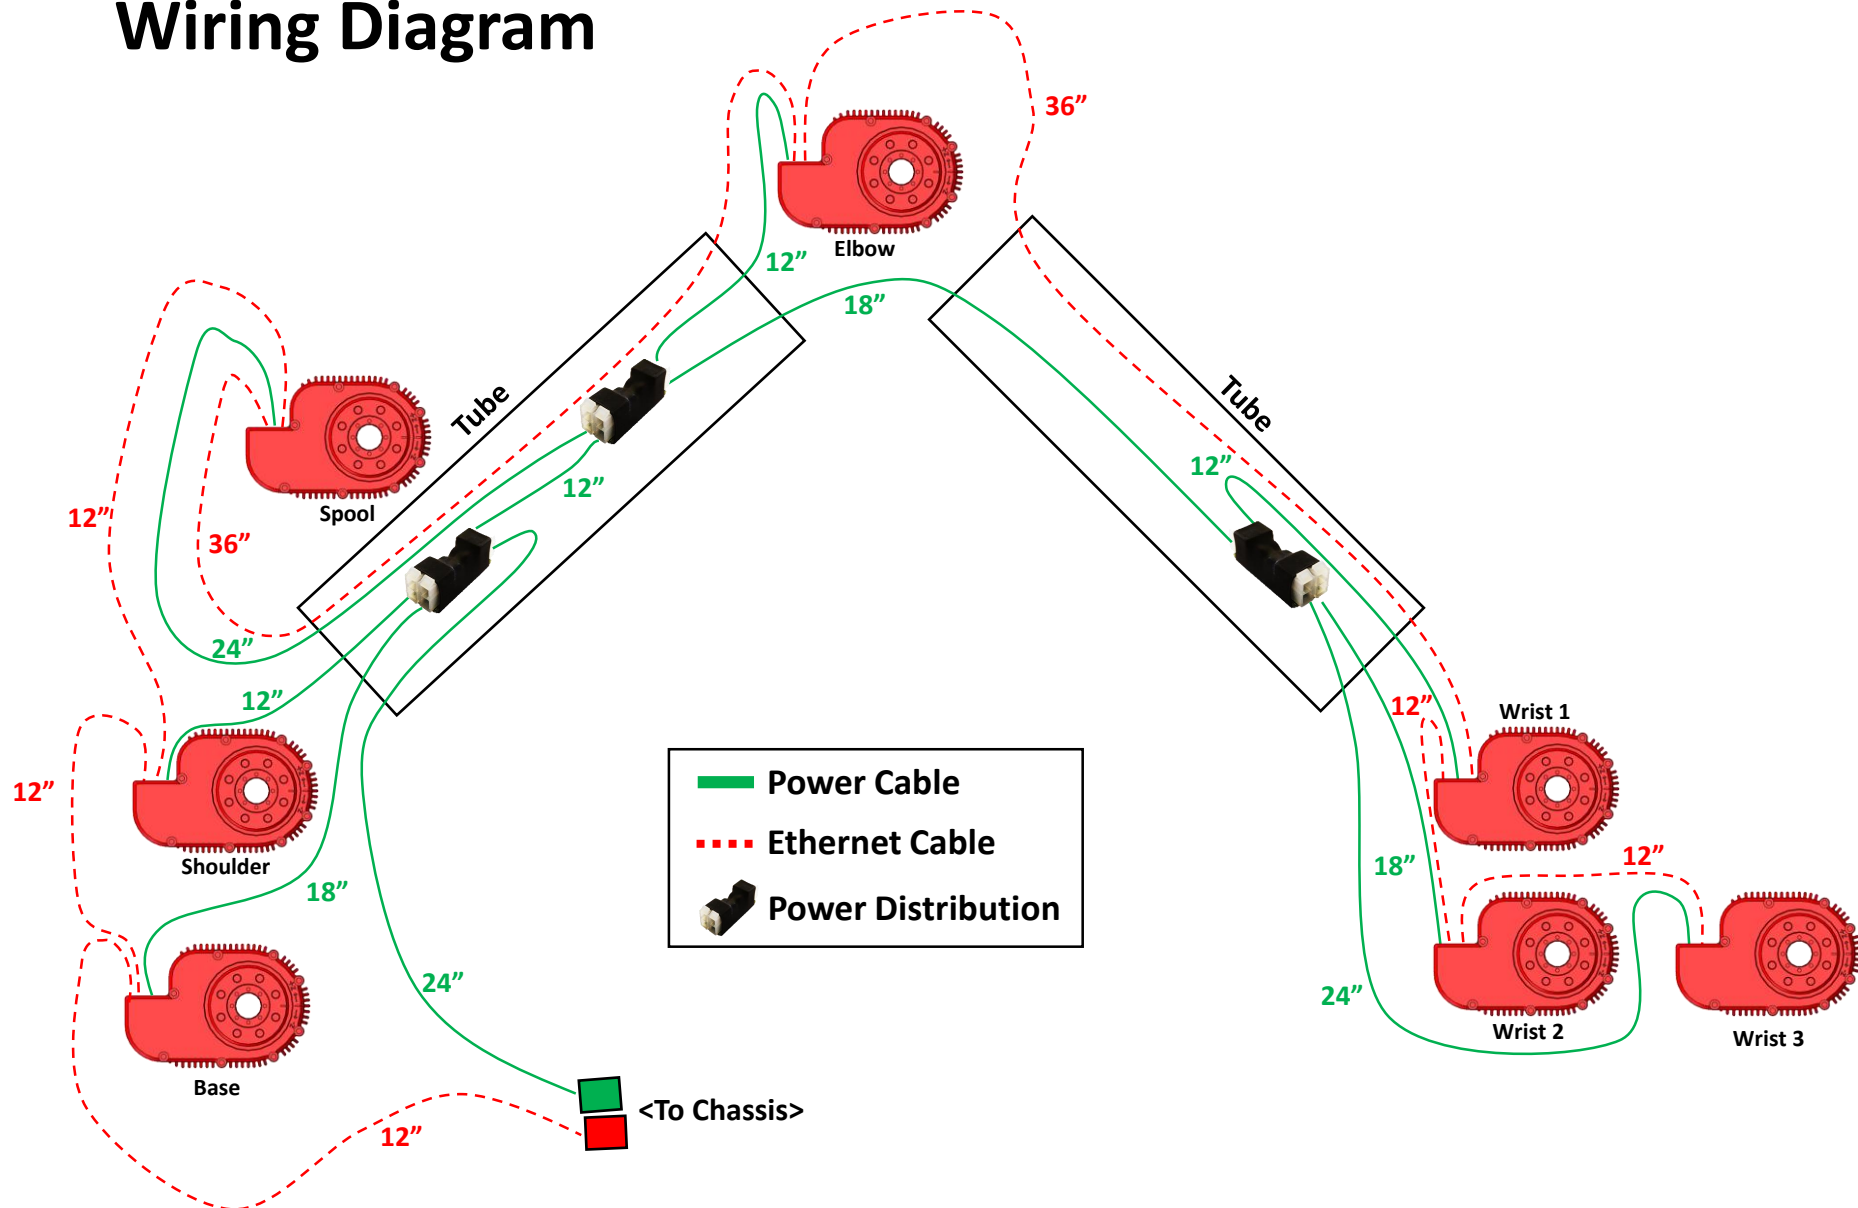 Wiring Diagram
36”
Elbow
12”
18”
Tube
Tube
12”
12”
12”
Spool
36”
24”
12”
12”
Wrist 1
12”
Shoulder
18”
Power Cable
Ethernet Cable
Power Distribution
18”
12”
24”
24”
Wrist 2
Wrist 3
Base
<To Chassis>
12”